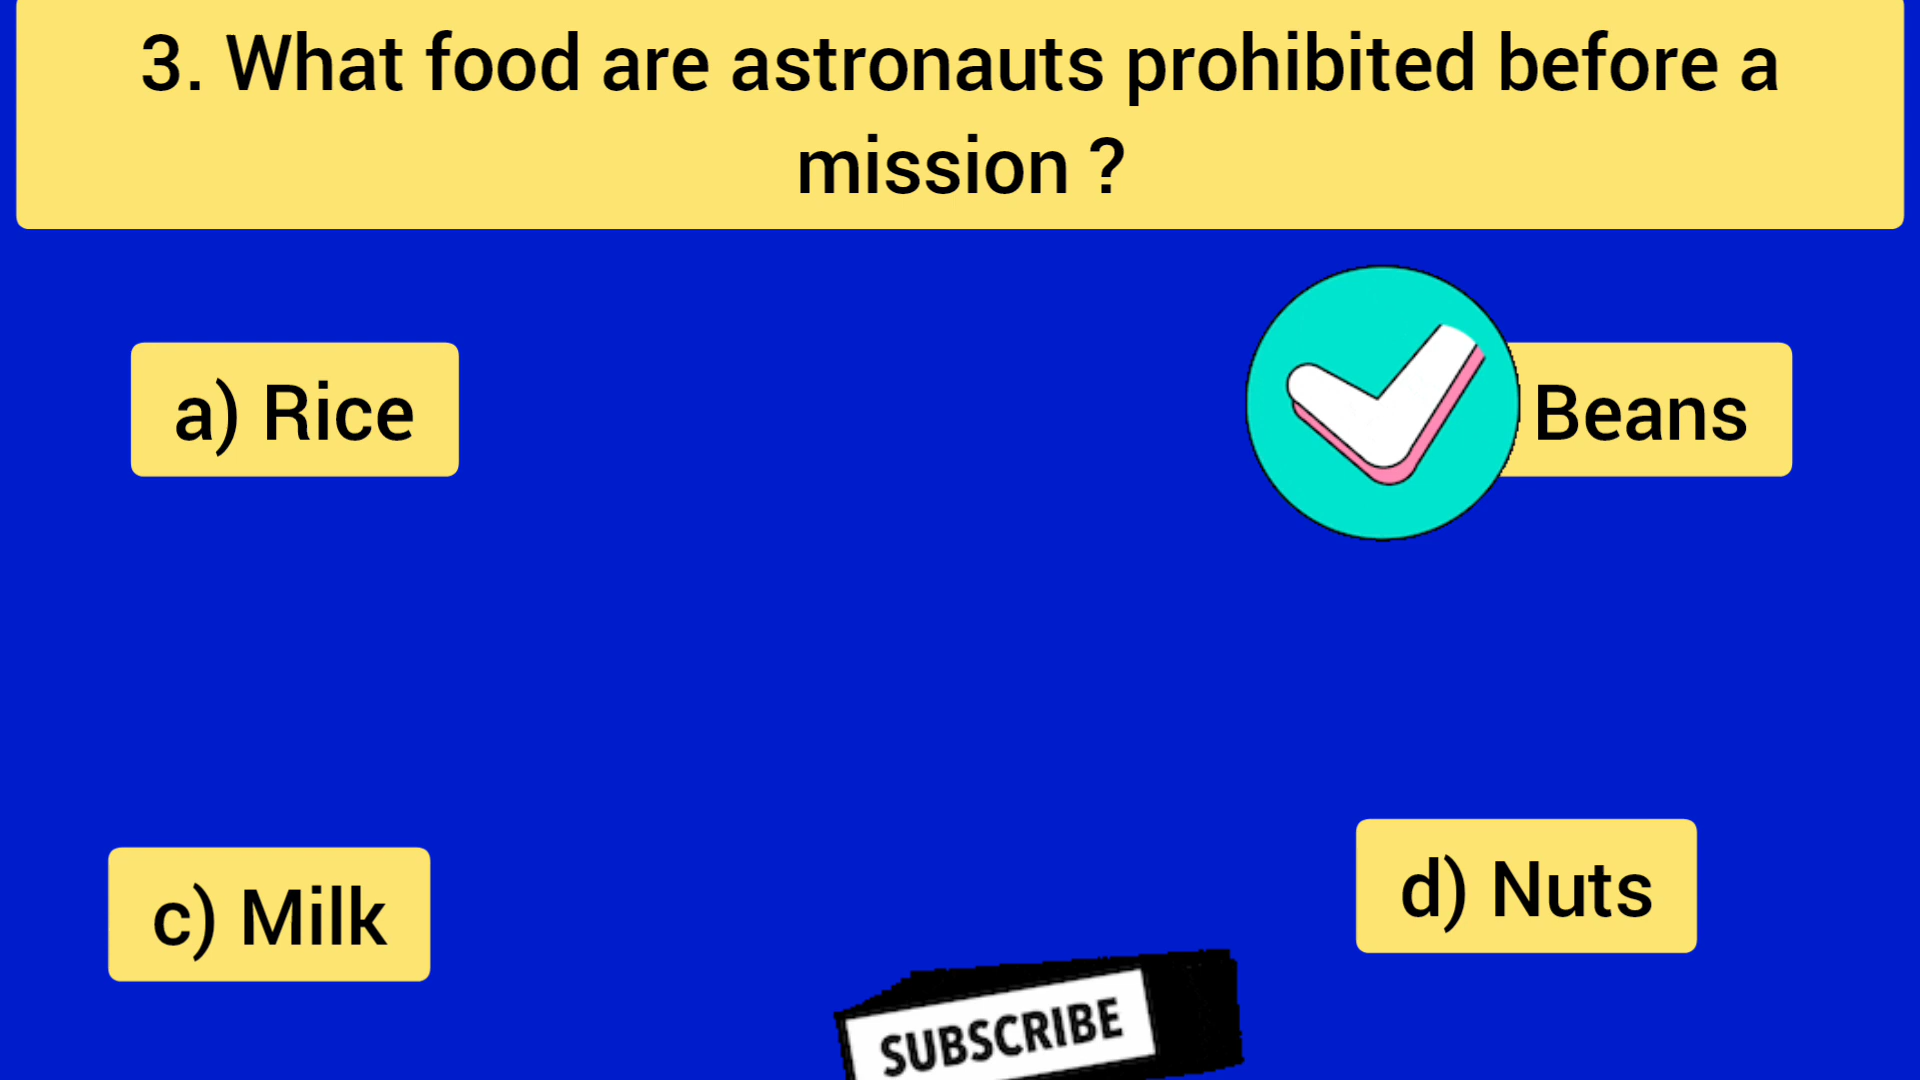 3. What food are astronauts prohibited before a
mission ?
a) Rice
Beans
c) Milk
d) Nuts
SUBSCRIBE